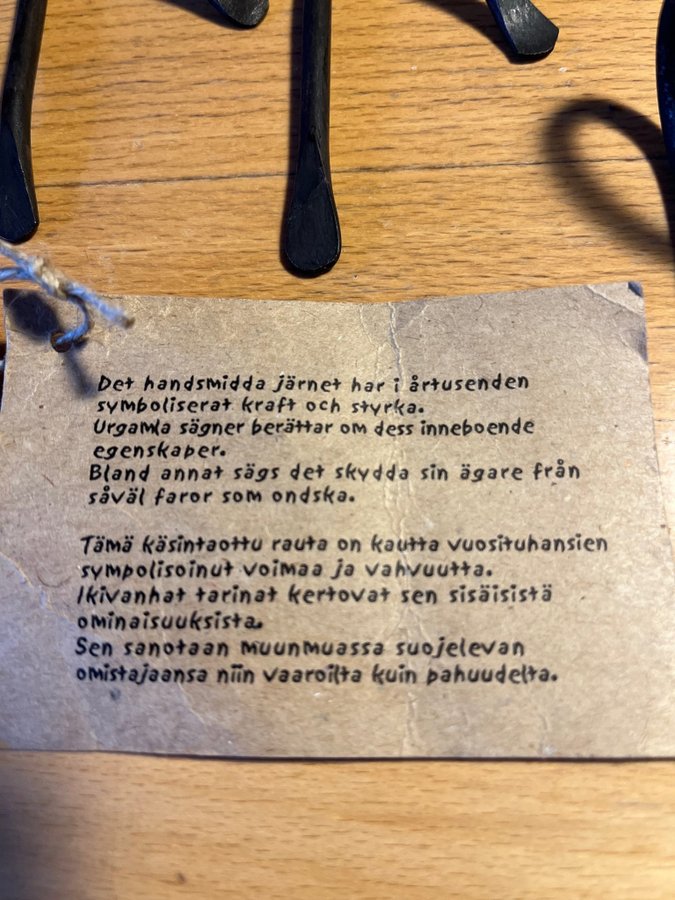 Det handsmidda järnet har i årtusenden
symboliserat kraft och styrka.
Urgamla sägner berättar om dess inneboende
egenskaper.
Bland annat sägs det skydda sin ägare från
såväl faror som ondska.
Tämä käsintaottu rauta on kautta vuosituhansien
sympolisoinut voimaa ja vahvuutta.
Ikivanhat tarinat kertovat sen sisäisistä
ominaisuuksista.
Sen sanotaan muunmuassa suojelevan
omistajaansa niin vaaroilta kuin pahuudelta.